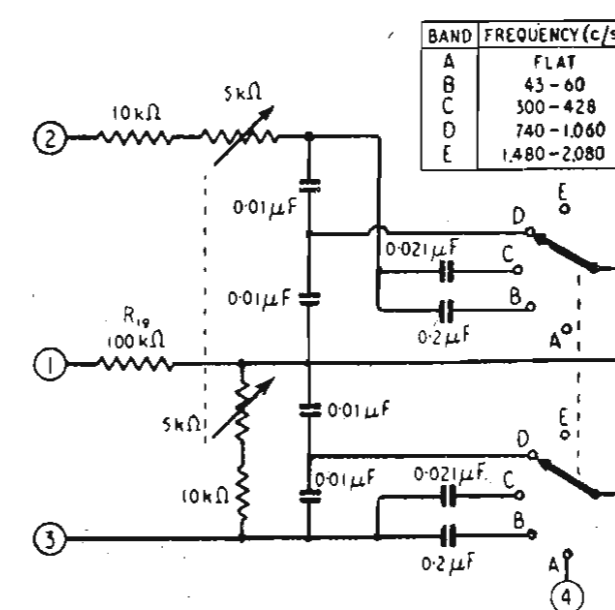 BAND FREQUENCY (c/s
A FLAT
B 43-60
C 300-428
D 740-1,060
E 1,480-2,080
5kΩ
10kΩ
2
0·01μF
E
D
0·021μF
C
0·01μF
B
0·2μF
A
R19
100kΩ
1
5kΩ
0·01μF
E
D
0·01μF
0·021μF
C
10kΩ
B
3
0·2μF
A
4